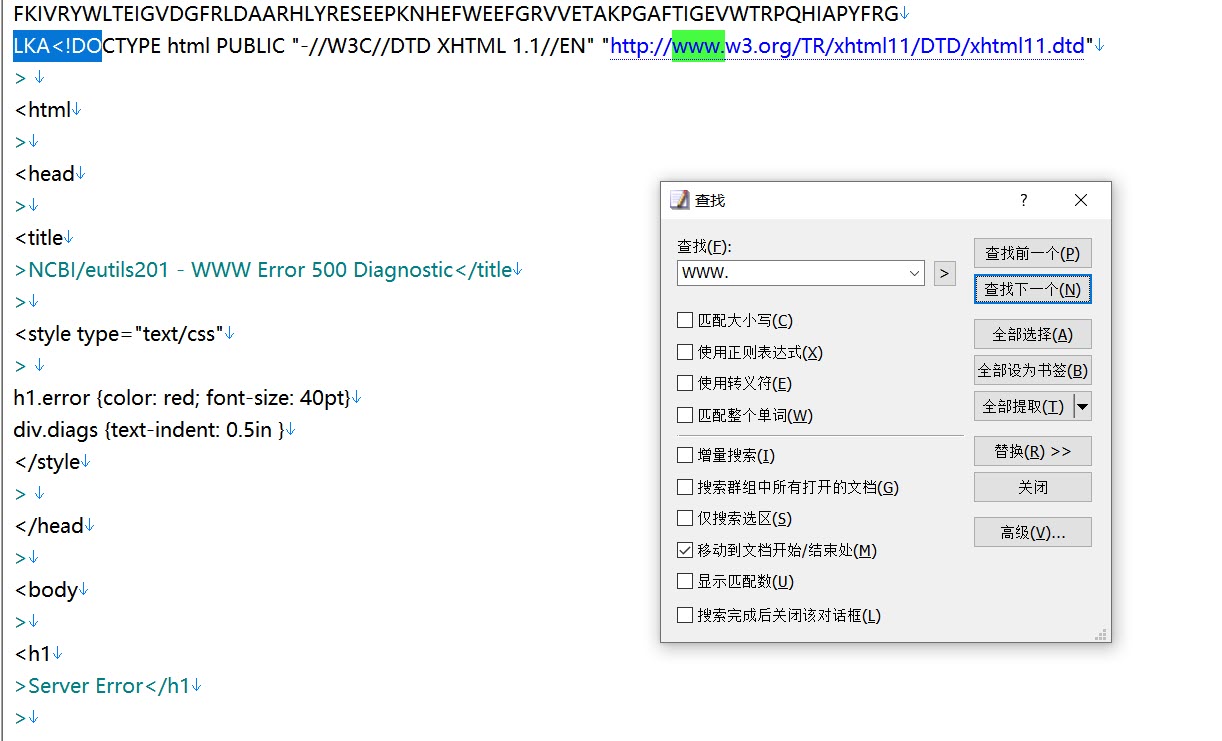 FKIVRYWLTEIGVDGFRLDAARHLYRESEEPKNHEFWEEFGRVVETAKPGAFTIGEVWTRPQHIAPYFRG↓
LKA<!DOCTYPE html PUBLIC "-//W3C//DTD XHTML 1.1//EN" "http://www.w3.org/TR/xhtml11/DTD/xhtml11.dtd"↓
> ↓
<html↓
>↓
<head↓
>↓
<title↓
>NCBI/eutils201 - WWW Error 500 Diagnostic</title↓
>↓
<style type="text/css"↓
> ↓
h1.error {color: red; font-size: 40pt}↓
div.diags {text-indent: 0.5in }↓
</style↓
> ↓
</head↓
>↓
<body↓
>↓
<h1↓
>Server Error</h1↓
>↓
查找 ?
查找(F):
www. >
匹配大小写(C)
使用正则表达式(X)
使用转义符(E)
匹配整个单词(W)
增量搜索(I)
搜索群组中所有打开的文档(G)
仅搜索选区(S)
移动到文档开始/结束处(M)
显示匹配数(U)
搜索完成后关闭该对话框(L)
查找前一个(P)
查找下一个(N)
全部选择(A)
全部设为书签(B)
全部提取(T)
替换(R) >>
关闭
高级(V)...